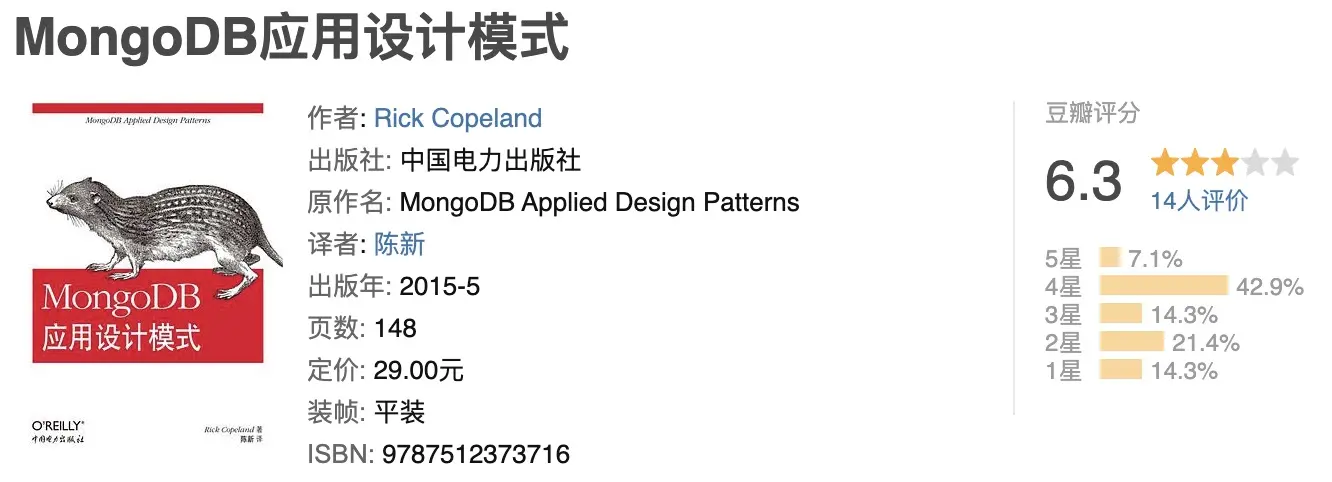 MongoDB应用设计模式
MongoDB Applied Design Patterns
MongoDB
应用设计模式
O'REILLY®
中国电力出版社
Rick Copeland 著
陈新 译
作者: Rick Copeland
出版社: 中国电力出版社
原作名: MongoDB Applied Design Patterns
译者: 陈新
出版年: 2015-5
页数: 148
定价: 29.00元
装帧: 平装
ISBN: 9787512373716
豆瓣评分
6.3
14人评价
5星 7.1%
4星 42.9%
3星 14.3%
2星 21.4%
1星 14.3%